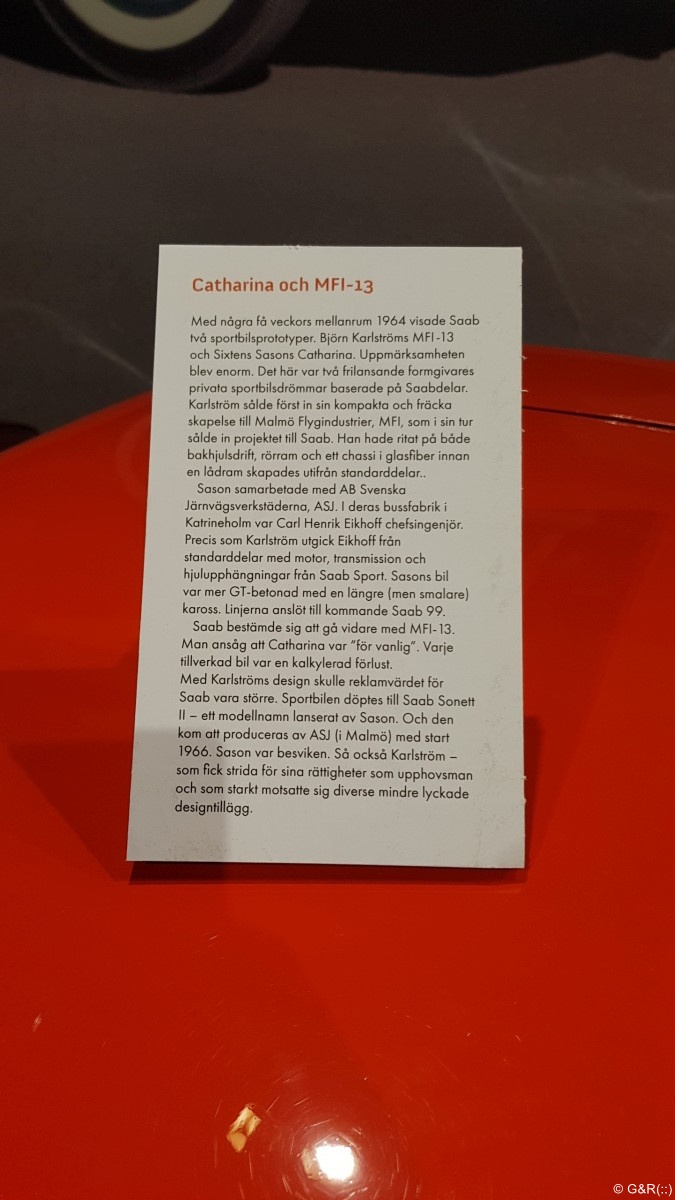 Catharina och MFI-13
Med några få veckors mellanrum 1964 visade Saab
två sportbilsprototyper. Björn Karlströms MFI-13
och Sixtens Sasons Catharina. Uppmärksamheten
blev enorm. Det här var två frilansande formgivares
privata sportbilsdrömmar baserade på Saabdelar.
Karlström sålde först in sin kompakta och fräcka
skapelse till Malmö Flygindustrier, MFI, som i sin tur
sålde in projektet till Saab. Han hade ritat på både
bakhjulsdrift, rörram och ett chassi i glasfiber innan
en lådram skapades utifrån standarddelar..
Sason samarbetade med AB Svenska
Järnvägsverkstäderna, ASJ. I deras bussfabrik i
Katrineholm var Carl Henrik Eikhoff chefsingenjör.
Precis som Karlström utgick Eikhoff från
standarddelar med motor, transmission och
hjulupphängningar från Saab Sport. Sasons bil
var mer GT-betonad med en längre (men smalare)
kaross. Linjerna anslöt till kommande Saab 99.
Saab bestämde sig att gå vidare med MFI-13.
Man ansåg att Catharina var ”för vanlig”. Varje
tillverkad bil var en kalkylerad förlust.
Med Karlströms design skulle reklamvärdet för
Saab vara större. Sportbilen döptes till Saab Sonett
II – ett modellnamn lanserat av Sason. Och den
kom att produceras av ASJ (i Malmö) med start
1966. Sason var besviken. Så också Karlström –
som fick strida för sina rättigheter som upphovsman
och som starkt motsatte sig diverse mindre lyckade
designtillägg.
© G&R(::)